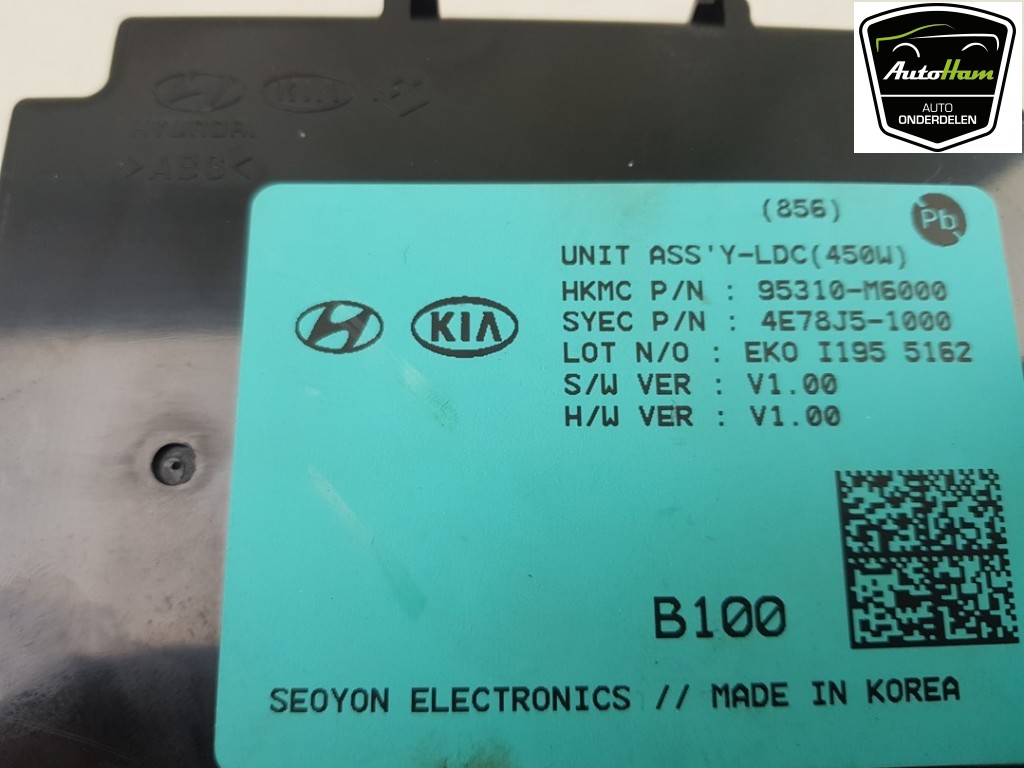 AutoHam
AUTO
ONDERDELEN
KIA
HYUNDAI
>ABS<
(856)
Pb
UNIT ASS'Y-LDC(450W)
HKMC P/N : 95310-M6000
SYEC P/N : 4E78J5-1000
LOT N/O : EKO I195 5162
S/W VER : V1.00
H/W VER : V1.00
KIA
B100
SEOYON ELECTRONICS // MADE IN KOREA